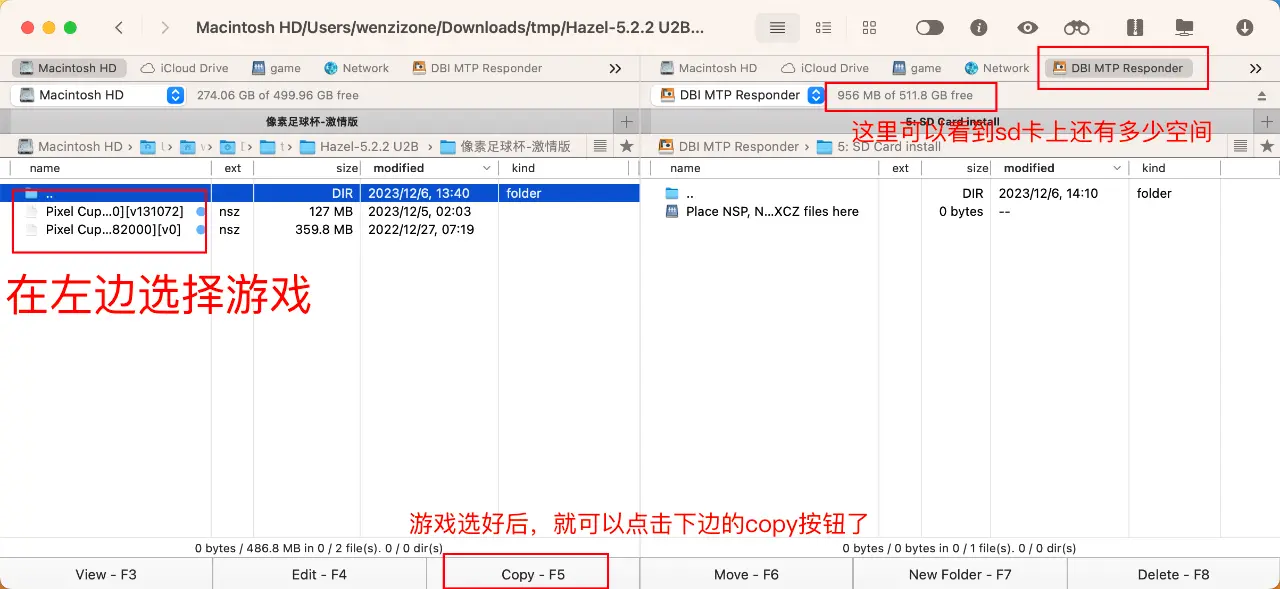 Macintosh HD/Users/wenzizone/Downloads/tmp/Hazel-5.2.2 U2B...
Macintosh HD iCloud Drive game Network DBI MTP Responder
Macintosh HD 274.06 GB of 499.96 GB free
像素足球杯-激情版
Macintosh HD Hazel-5.2.2 U2B 像素足球杯-激情版
name ext size modified kind
.. DIR 2023/12/6, 13:40 folder
Pixel Cup...0][v131072] nsz 127 MB 2023/12/5, 02:03
Pixel Cup...82000][v0] nsz 359.8 MB 2022/12/27, 07:19
在左边选择游戏
0 bytes / 486.8 MB in 0 / 2 file(s). 0 / 0 dir(s)
Macintosh HD iCloud Drive game Network DBI MTP Responder
DBI MTP Responder 956 MB of 511.8 GB free
5: SD Card install
这里可以看到sd卡上还有多少空间
DBI MTP Responder 5: SD Card install
name ext size modified kind
.. DIR 2023/12/6, 14:10 folder
Place NSP, N...XCZ files here 0 bytes --
游戏选好后，就可以点击下边的copy按钮了
0 bytes / 0 bytes in 0 / 1 file(s). 0 / 0 dir(s)
View - F3 Edit - F4 Copy - F5 Move - F6 New Folder - F7 Delete - F8